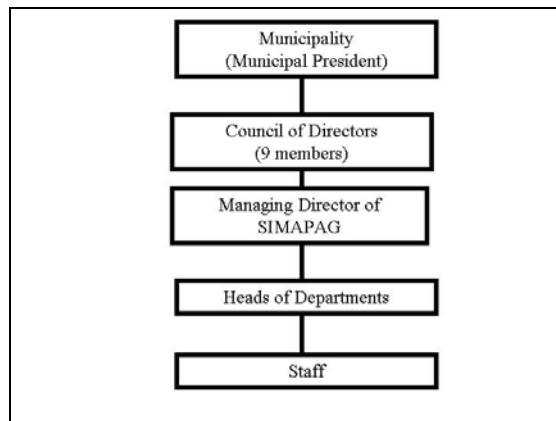 Municipality
(Municipal President)
Council of Directors
(9 members)
Managing Director of
SIMAPAG
Heads of Departments
Staff